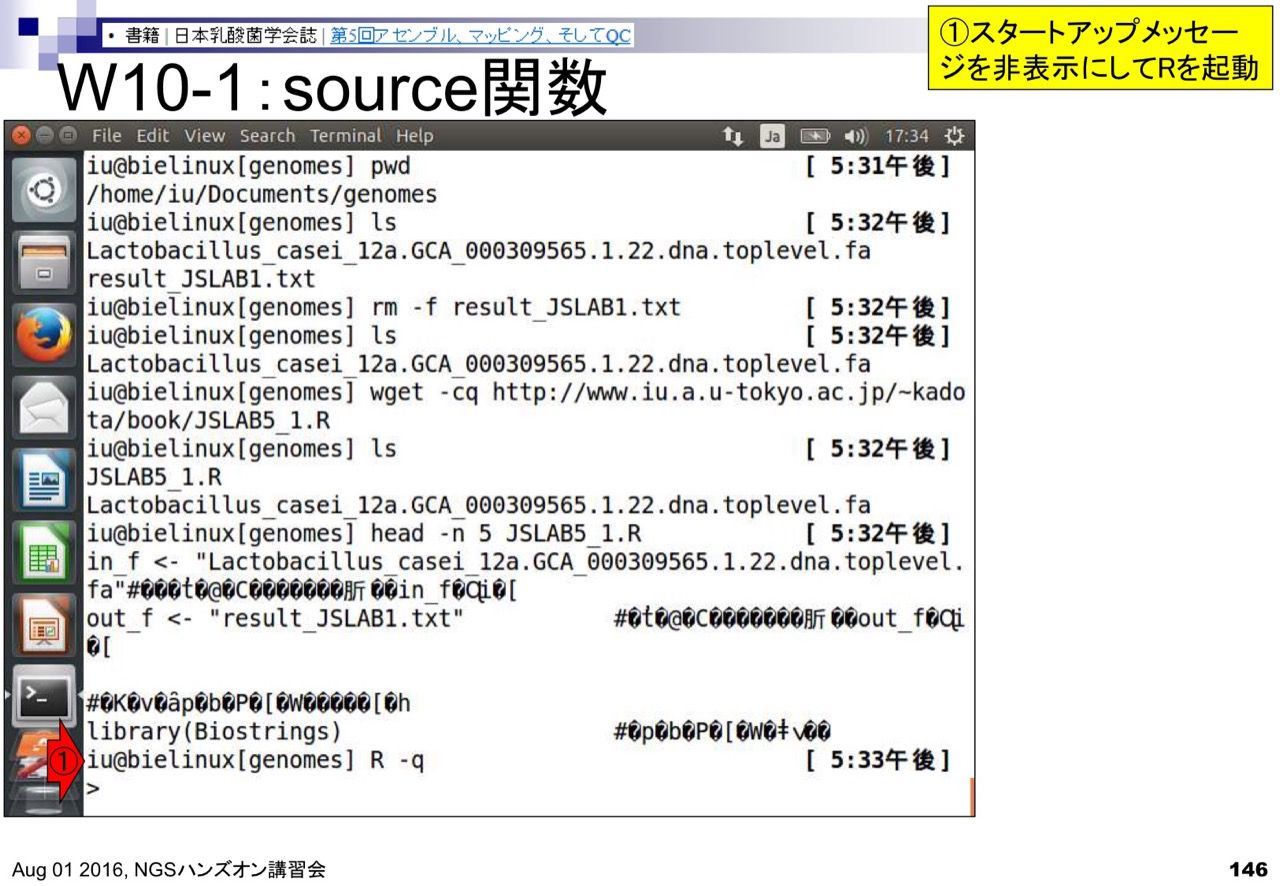 • 書籍 | 日本乳酸菌学会誌 | 第5回アセンブル、マッピング、そしてQC
①スタートアップメッセー
ジを非表示にしてRを起動
W10-1：source関数
File Edit View Search Terminal Help Ja 17:34
iu@bielinux[genomes] pwd [ 5:31午後]
/home/iu/Documents/genomes
iu@bielinux[genomes] ls [ 5:32午後]
Lactobacillus_casei_12a.GCA_000309565.1.22.dna.toplevel.fa
result_JSLAB1.txt
iu@bielinux[genomes] rm -f result_JSLAB1.txt [ 5:32午後]
iu@bielinux[genomes] ls [ 5:32午後]
Lactobacillus_casei_12a.GCA_000309565.1.22.dna.toplevel.fa
iu@bielinux[genomes] wget -cq http://www.iu.a.u-tokyo.ac.jp/~kado
ta/book/JSLAB5_1.R
iu@bielinux[genomes] ls [ 5:32午後]
JSLAB5_1.R
Lactobacillus_casei_12a.GCA_000309565.1.22.dna.toplevel.fa
iu@bielinux[genomes] head -n 5 JSLAB5_1.R [ 5:32午後]
in_f <- "Lactobacillus_casei_12a.GCA_000309565.1.22.dna.toplevel.
fa"#���t�@�C�������肵��in_f�Ɋi�[
out_f <- "result_JSLAB1.txt" #�t�@�C�������肵��out_f�Ɋi
�[
#�K�v�ȃp�b�P�[�W�����[�h
library(Biostrings) #�p�b�P�[�W�ǂ��
① iu@bielinux[genomes] R -q [ 5:33午後]
>
Aug 01 2016, NGSハンズオン講習会
146